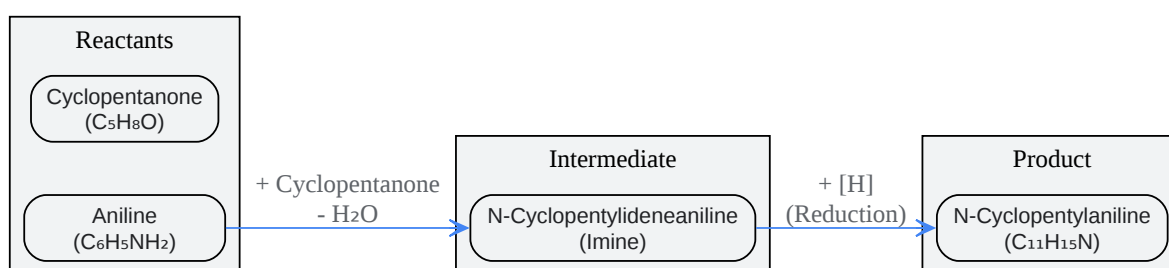 Reactants
Cyclopentanone
(C₅H₈O)
Aniline
(C₆H₅NH₂)
+ Cyclopentanone
- H₂O
Intermediate
N-Cyclopentylideneaniline
(Imine)
+ [H]
(Reduction)
Product
N-Cyclopentylaniline
(C₁₁H₁₅N)